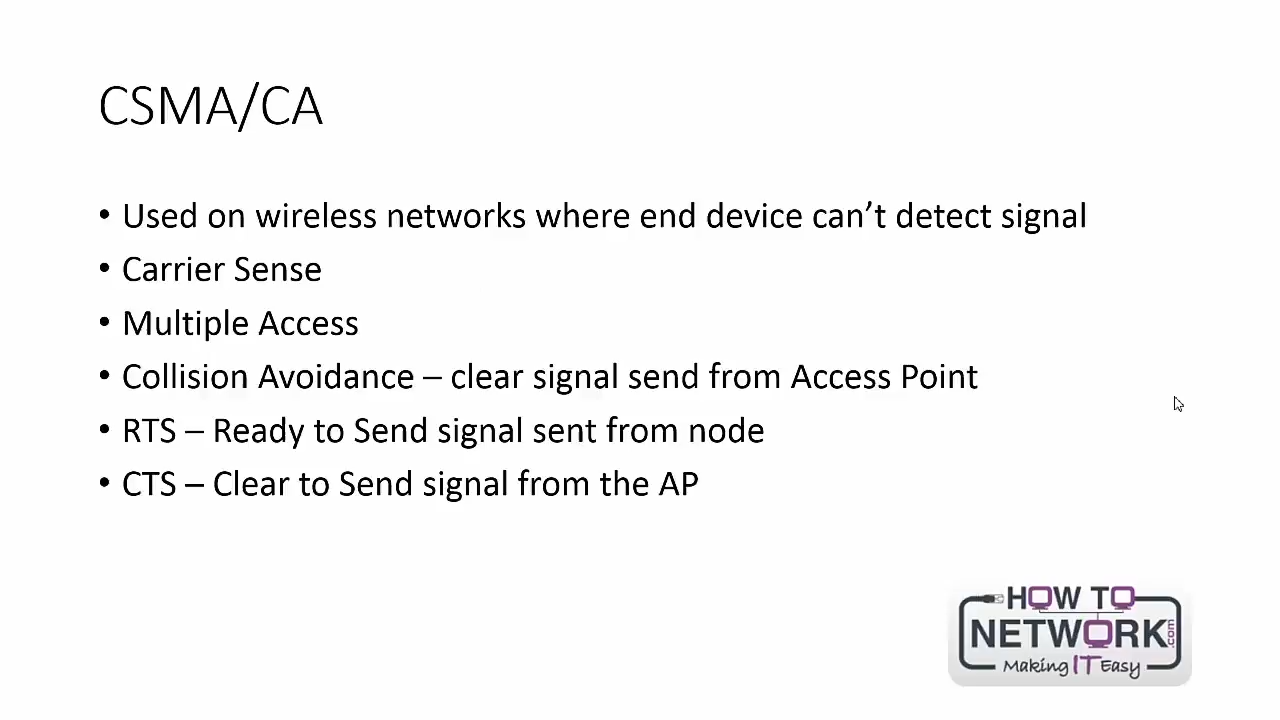 CSMA/CA
• Used on wireless networks where end device can’t detect signal
• Carrier Sense
• Multiple Access
• Collision Avoidance – clear signal send from Access Point
• RTS – Ready to Send signal sent from node
• CTS – Clear to Send signal from the AP
HOW TO
NETWORK.com
Making IT Easy